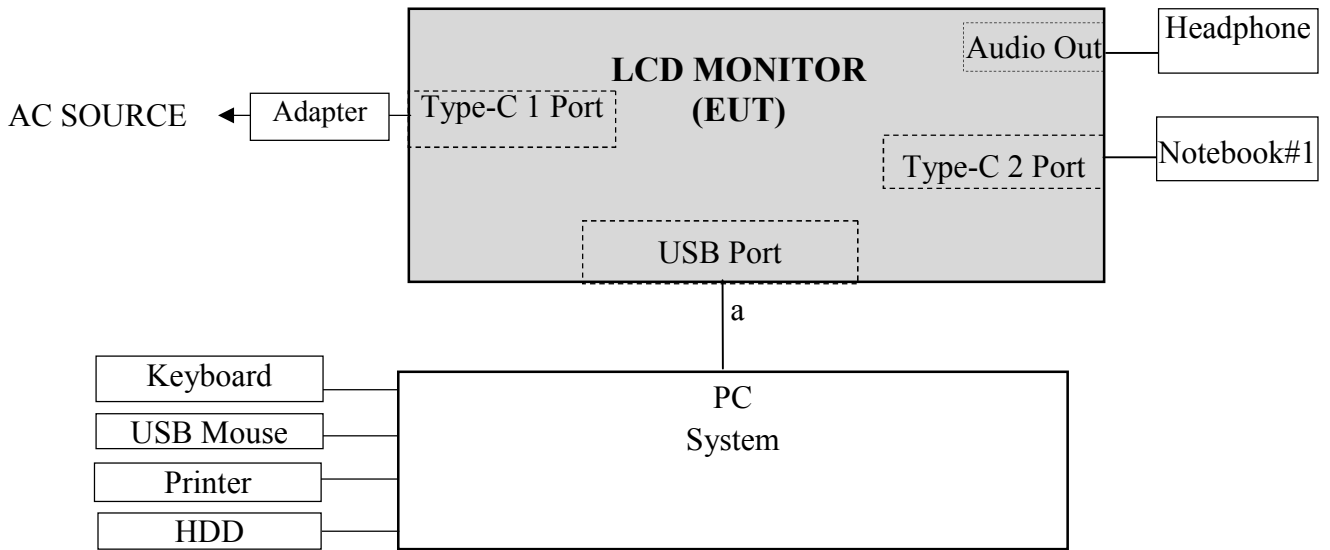 LCD MONITOR
(EUT)
Audio Out
Headphone
AC SOURCE
Adapter
Type-C 1 Port
Type-C 2 Port
Notebook#1
USB Port
a
Keyboard
USB Mouse
Printer
HDD
PC
System